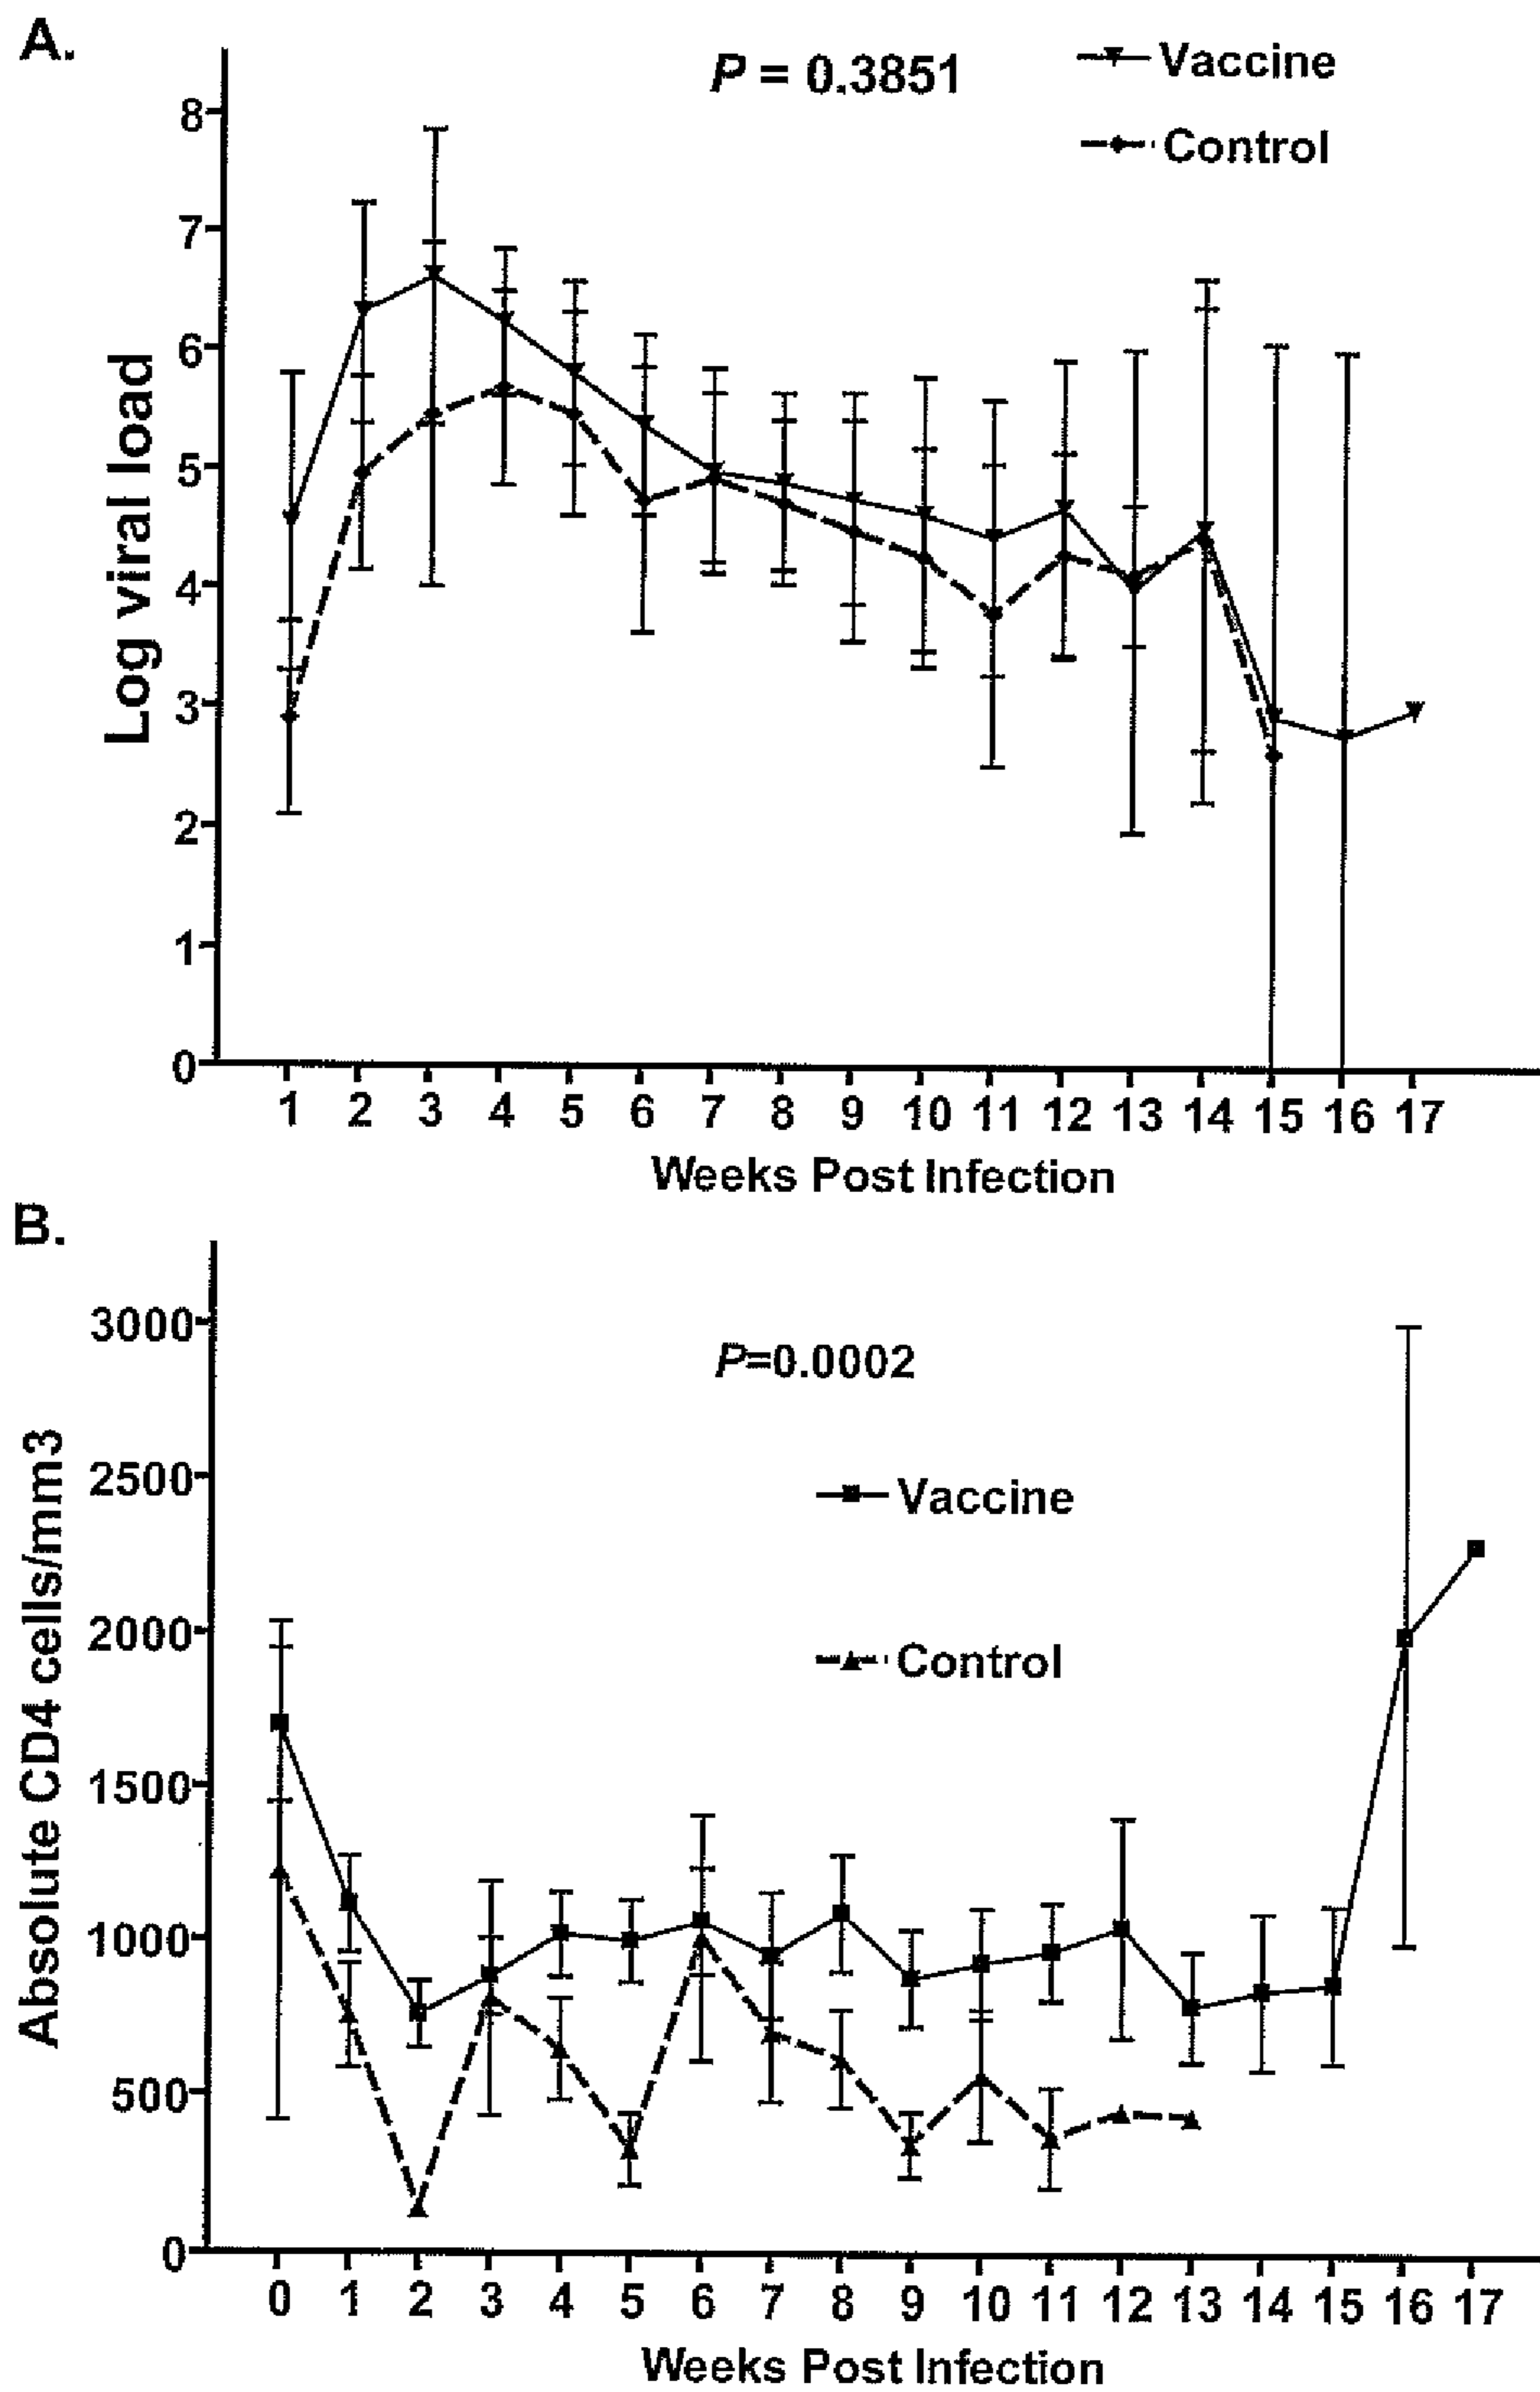 A.
P = 0.3851
Vaccine
Control
Log viral load
8
7
6
5
4
3
2
1
0
1 2 3 4 5 6 7 8 9 10 11 12 13 14 15 16 17
Weeks Post Infection
B.
P=0.0002
Vaccine
Control
Absolute CD4 cells/mm3
3000
2500
2000
1500
1000
500
0
0 1 2 3 4 5 6 7 8 9 10 11 12 13 14 15 16 17
Weeks Post Infection